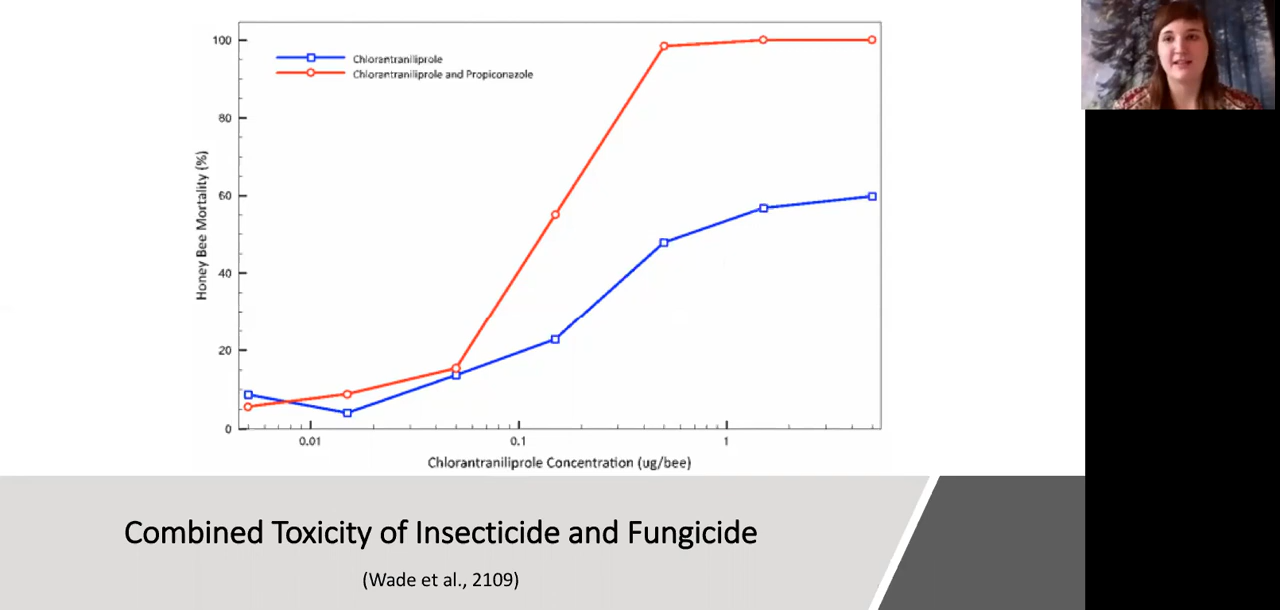 100
Chlorantraniliprole
Chlorantraniliprole and Propiconazole
80
60
40
20
0
Honey Bee Mortality (%)
0.01
0.1
1
Chlorantraniliprole Concentration (ug/bee)
Combined Toxicity of Insecticide and Fungicide
(Wade et al., 2109)